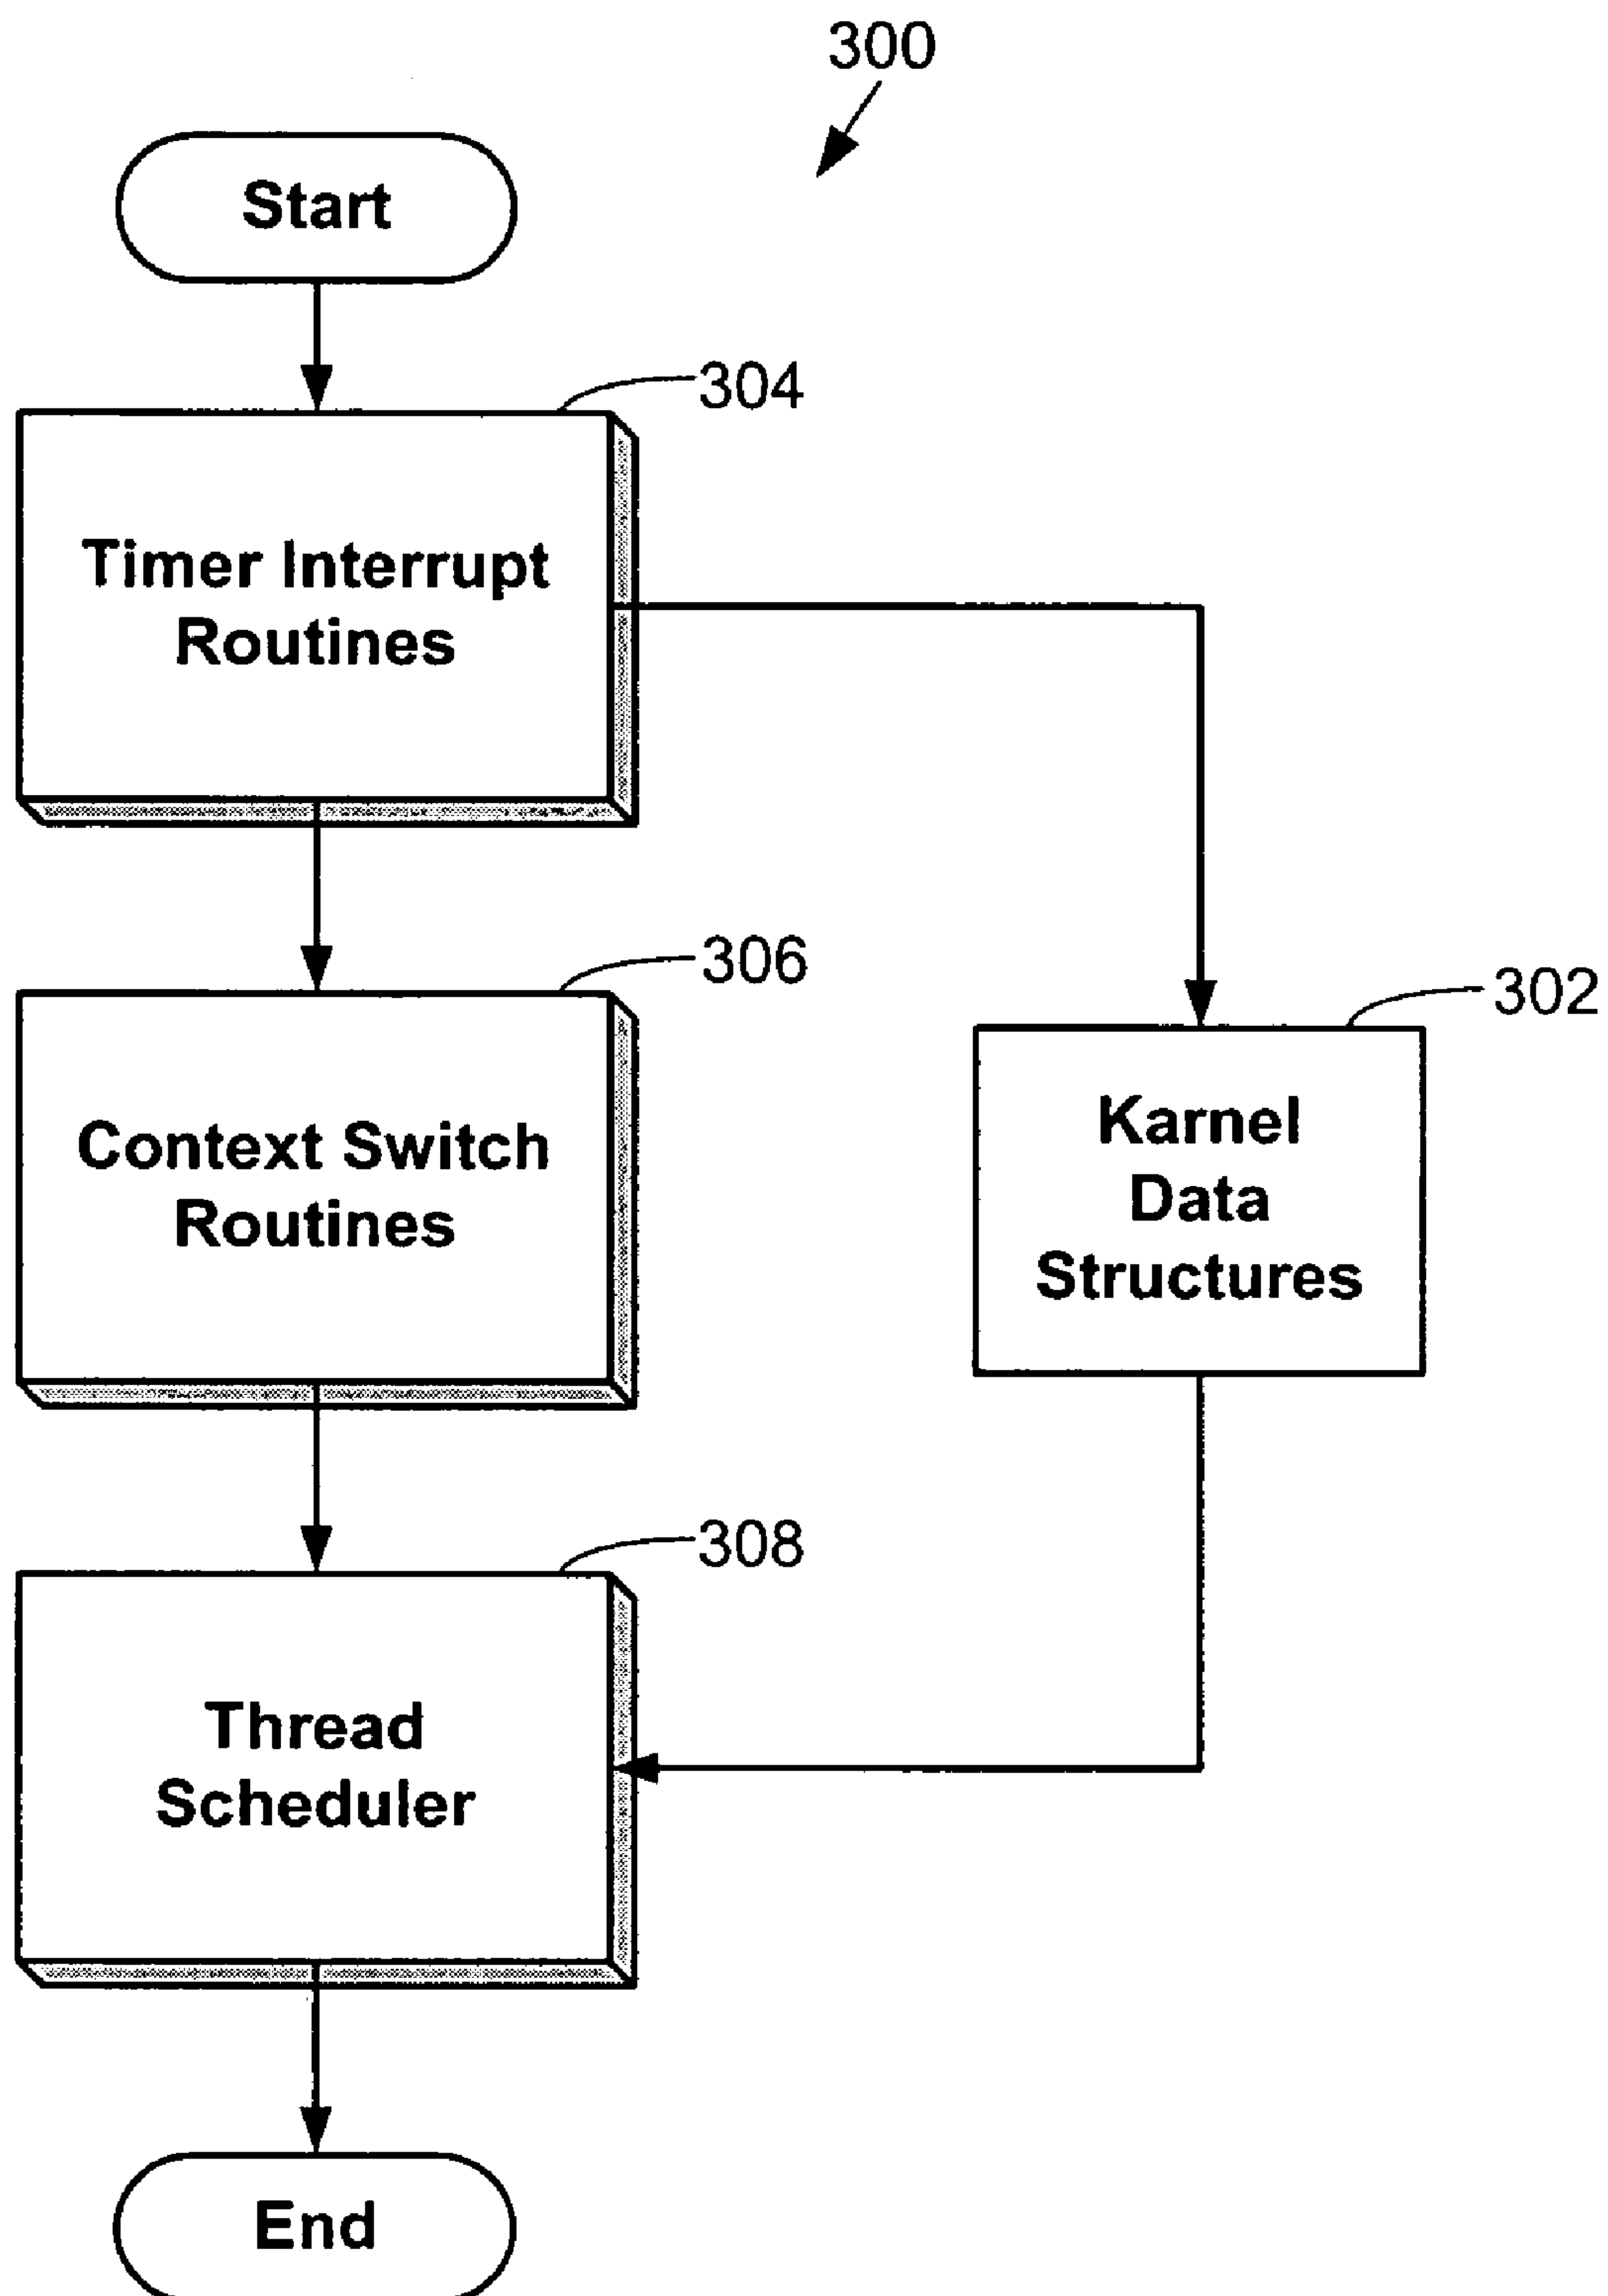 300
Start
304
Timer Interrupt
Routines
306
Context Switch
Routines
302
Karnel
Data
Structures
308
Thread
Scheduler
End